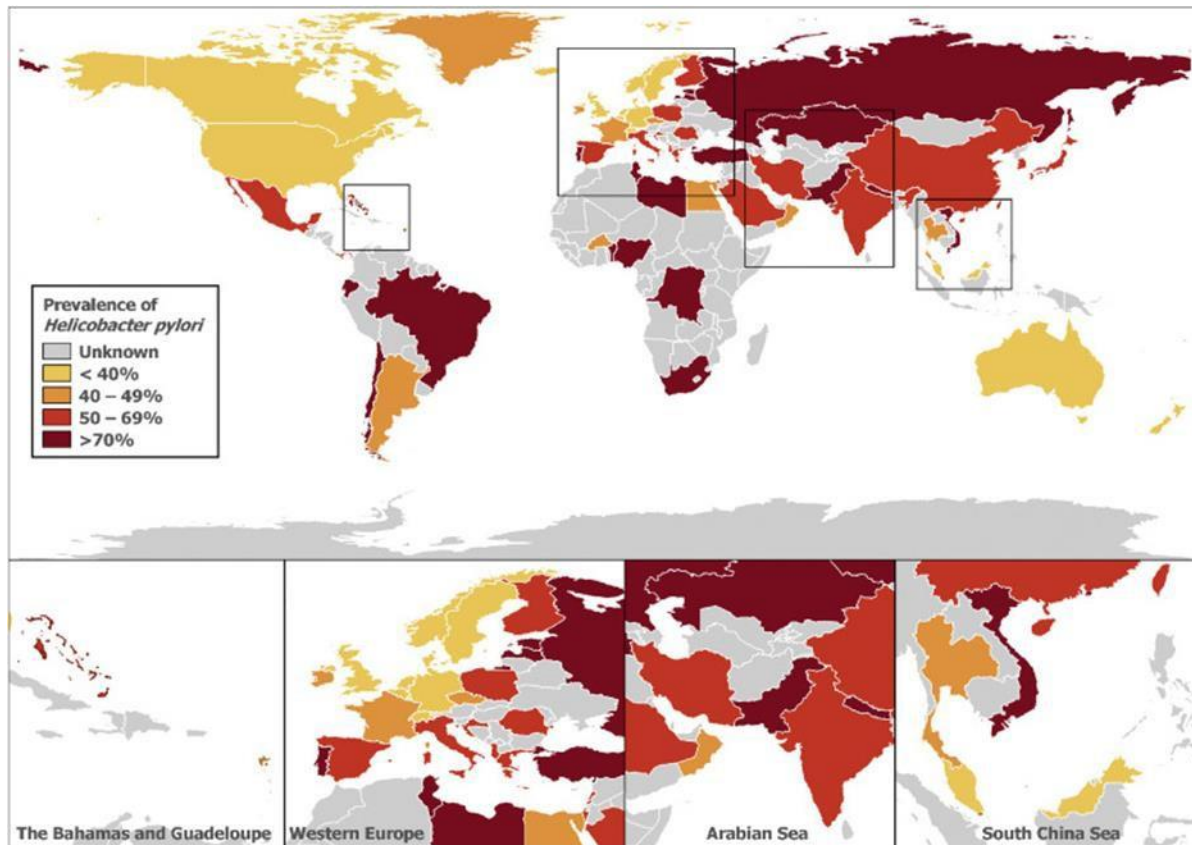 Prevalence of
Helicobacter pylori
Unknown
< 40%
40 – 49%
50 – 69%
>70%
The Bahamas and Guadeloupe
Western Europe
Arabian Sea
South China Sea